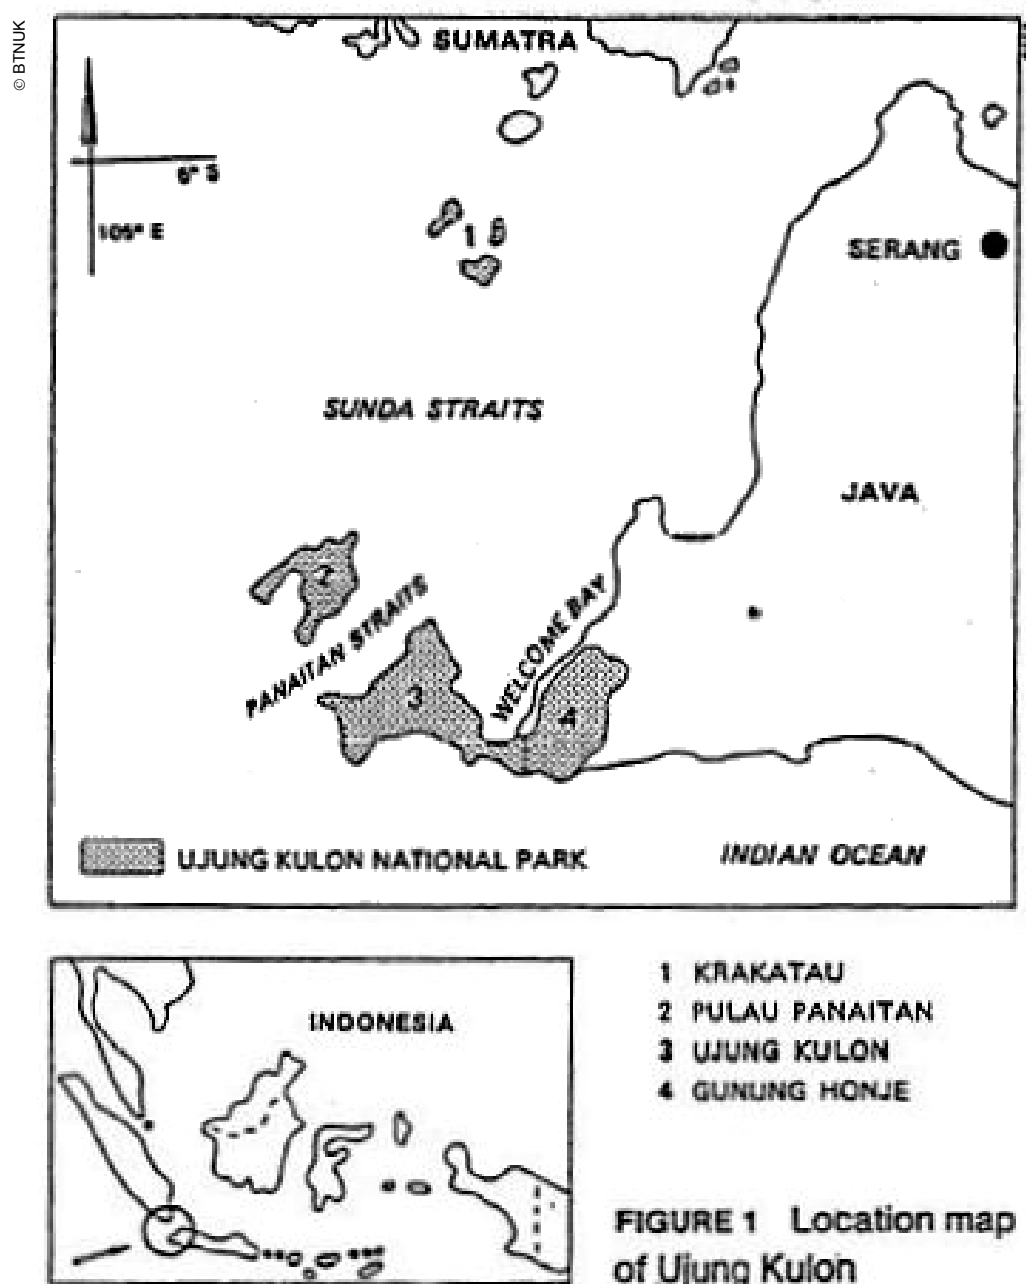 © BTNUK
SUMATRA
6° S
105° E
1
SERANG
SUNDA STRAITS
JAVA
2
PANAITAN STRAITS
WELCOME BAY
3
4
UJUNG KULON NATIONAL PARK
INDIAN OCEAN
INDONESIA
1 KRAKATAU
2 PULAU PANAITAN
3 UJUNG KULON
4 GUNUNG HONJE
FIGURE 1 Location map
of Ujung Kulon